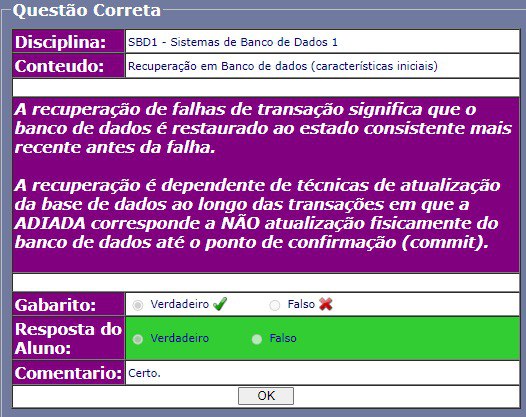 Questão Correta
Disciplina: SBD1 - Sistemas de Banco de Dados 1
Conteudo: Recuperação em Banco de dados (características iniciais)
A recuperação de falhas de transação significa que o
banco de dados é restaurado ao estado consistente mais
recente antes da falha.
A recuperação é dependente de técnicas de atualização
da base de dados ao longo das transações em que a
ADIADA corresponde a NÃO atualização fisicamente do
banco de dados até o ponto de confirmação (commit).
Gabarito: Verdadeiro Falso
Resposta do
Aluno: Verdadeiro Falso
Comentario: Certo.
OK